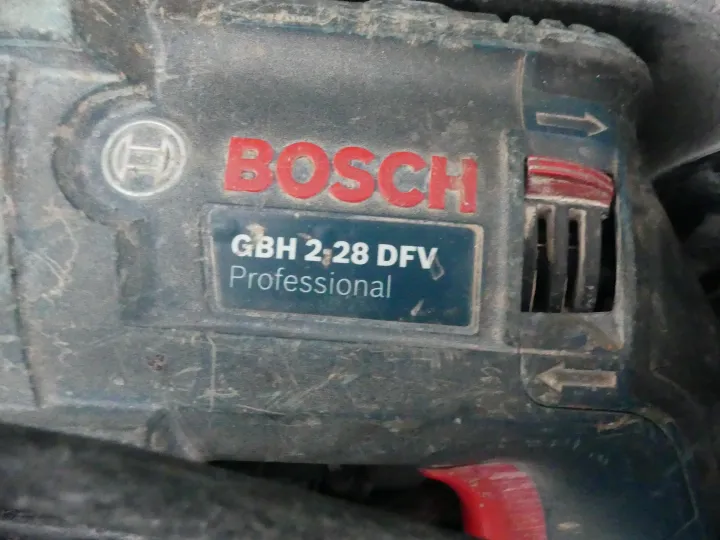 BOSCH
GBH 2-28 DFV
Professional